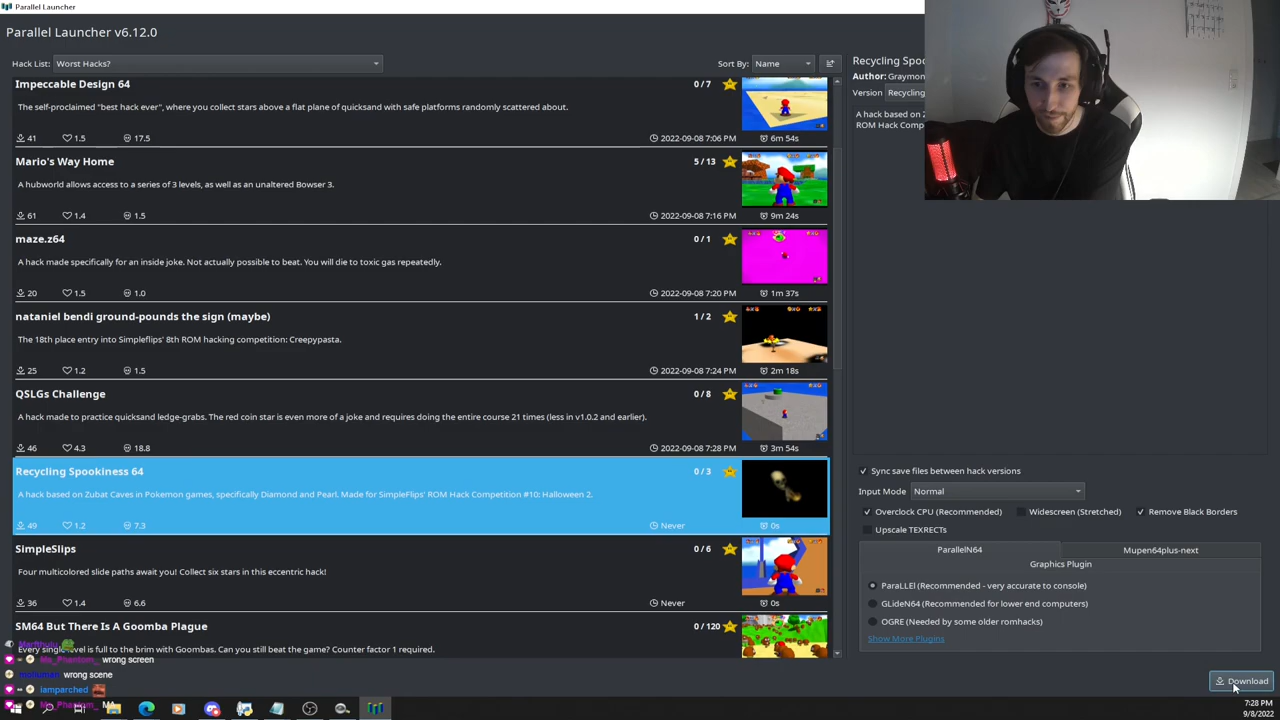 Parallel Launcher
Parallel Launcher v6.12.0
Hack List: Worst Hacks?
Sort By: Name
Impeccable Design 64
0 / 7
The self-proclaimed "best hack ever", where you collect stars above a flat plane of quicksand with safe platforms randomly scattered about.
41 1.5 17.5
2022-09-08 7:06 PM
6m 54s
Mario's Way Home
5 / 13
A hubworld allows access to a series of 3 levels, as well as an unaltered Bowser 3.
61 1.4 1.5
2022-09-08 7:16 PM
9m 24s
maze.z64
0 / 1
A hack made specifically for an inside joke. Not actually possible to beat. You will die to toxic gas repeatedly.
20 1.5 1.0
2022-09-08 7:20 PM
1m 37s
nataniel bendi ground-pounds the sign (maybe)
1 / 2
The 18th place entry into Simpleflips' 8th ROM hacking competition: Creepypasta.
25 1.2 1.5
2022-09-08 7:24 PM
2m 18s
QSLGs Challenge
0 / 8
A hack made to practice quicksand ledge-grabs. The red coin star is even more of a joke and requires doing the entire course 21 times (less in v1.0.2 and earlier).
46 4.3 18.8
2022-09-08 7:28 PM
3m 54s
Recycling Spookiness 64
0 / 3
A hack based on Zubat Caves in Pokemon games, specifically Diamond and Pearl. Made for SimpleFlips' ROM Hack Competition #10: Halloween 2.
49 1.2 7.3
Never
0s
SimpleSlips
0 / 6
Four multicolored slide paths await you! Collect six stars in this eccentric hack!
36 1.4 6.6
Never
0s
SM64 But There Is A Goomba Plague
0 / 120
Every single level is full to the brim with Goombas. Can you still beat the game? Counter factor 1 required.
wrong screen
wrong scene
iamparched
Recycling Spoo
Author: Graymon
Version Recycling
A hack based on Z
ROM Hack Comp
Sync save files between hack versions
Input Mode Normal
Overclock CPU (Recommended) Widescreen (Stretched) Remove Black Borders
Upscale TEXRECTs
ParallelN64 Mupen64plus-next
Graphics Plugin
ParaLLEl (Recommended - very accurate to console)
GLideN64 (Recommended for lower end computers)
OGRE (Needed by some older romhacks)
Show More Plugins
Download
7:28 PM
9/8/2022